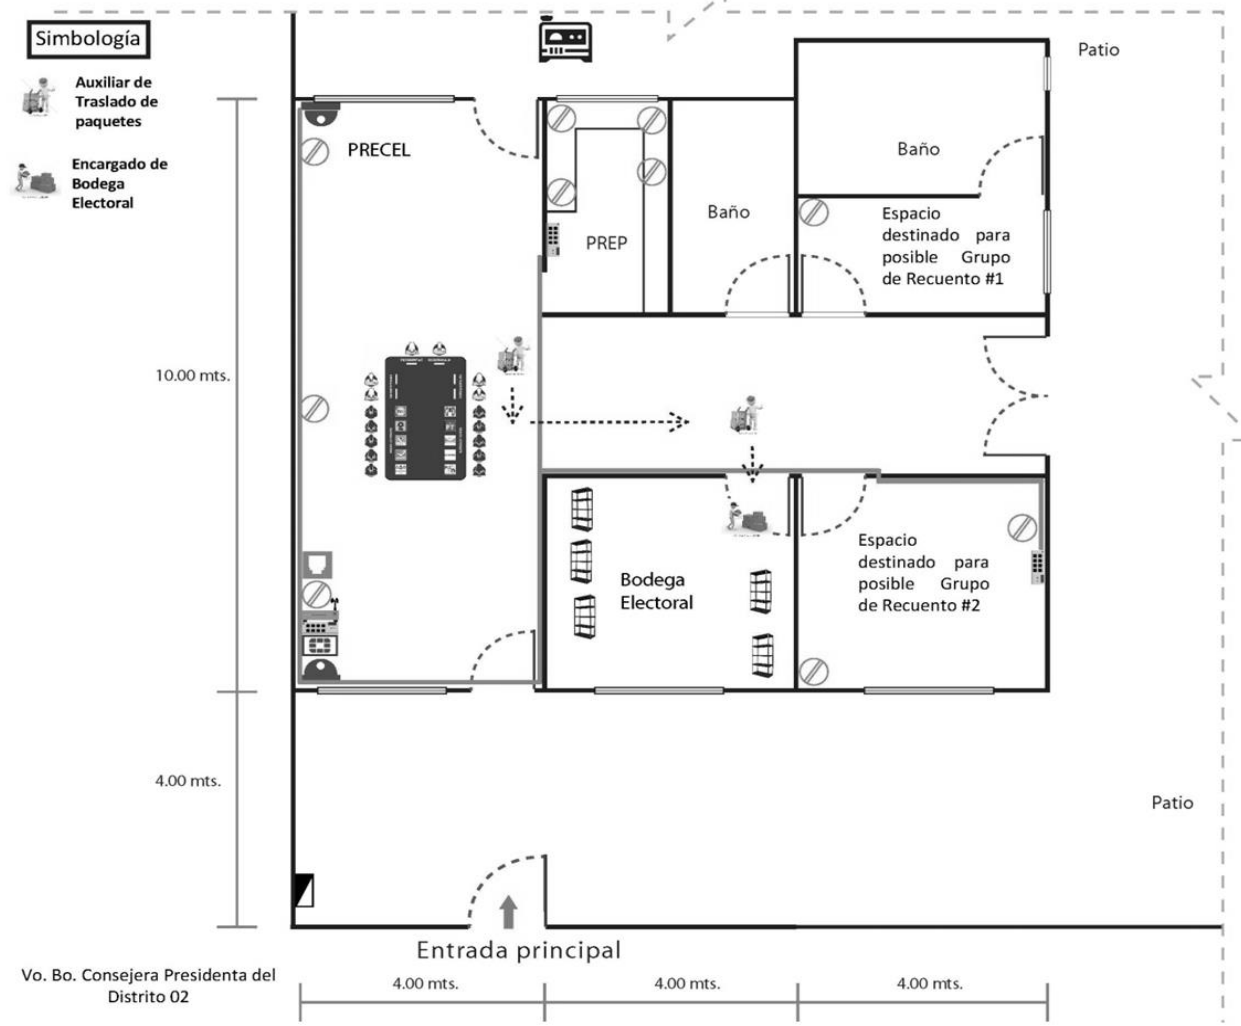 Simbología
Auxiliar de
Traslado de
paquetes
Encargado de
Bodega
Electoral
Patio
PRECEL
Baño
Baño
PREP
Espacio
destinado para
posible Grupo
de Recuento #1
10.00 mts.
Bodega
Electoral
Espacio
destinado para
posible Grupo
de Recuento #2
4.00 mts.
Patio
Entrada principal
Vo. Bo. Consejera Presidenta del
Distrito 02
4.00 mts.
4.00 mts.
4.00 mts.